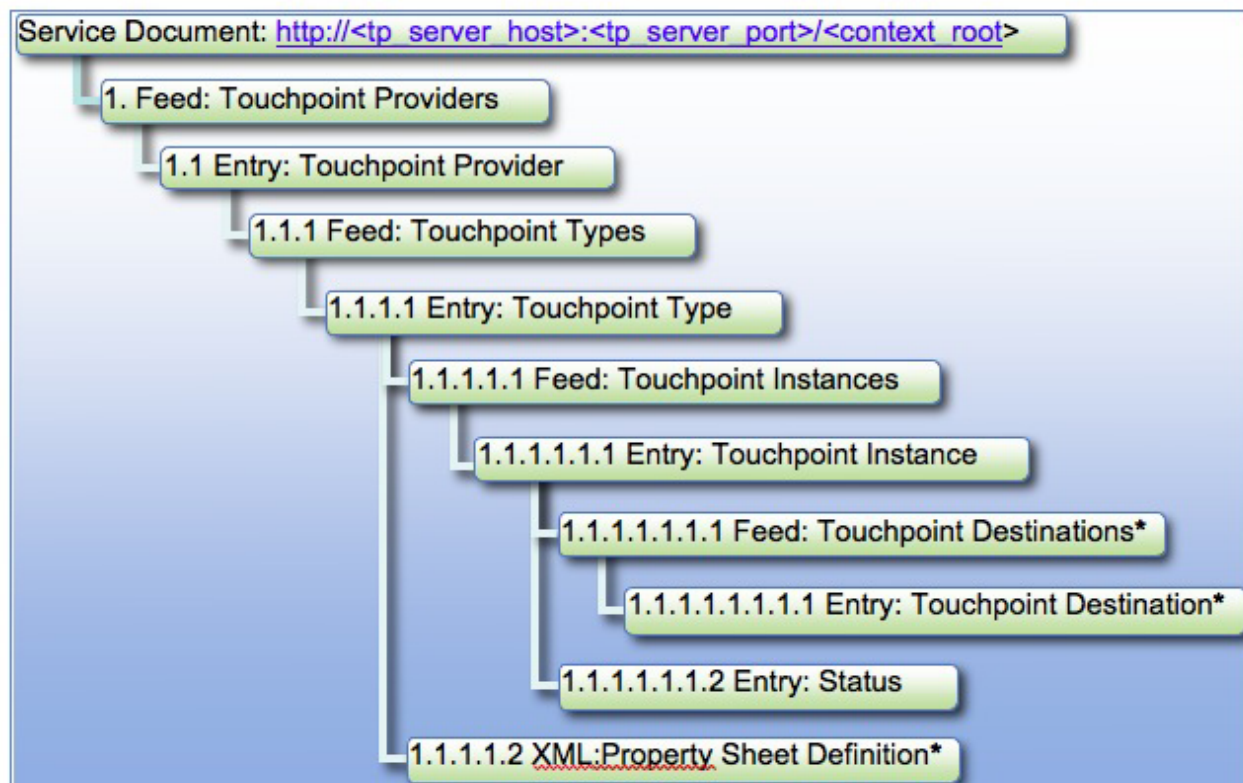 Service Document: http://<tp_server_host>:<tp_server_port>/<context_root>
1. Feed: Touchpoint Providers
1.1 Entry: Touchpoint Provider
1.1.1 Feed: Touchpoint Types
1.1.1.1 Entry: Touchpoint Type
1.1.1.1.1 Feed: Touchpoint Instances
1.1.1.1.1.1 Entry: Touchpoint Instance
1.1.1.1.1.1.1 Feed: Touchpoint Destinations*
1.1.1.1.1.1.1.1 Entry: Touchpoint Destination*
1.1.1.1.1.1.2 Entry: Status
1.1.1.1.2 XML:Property Sheet Definition*